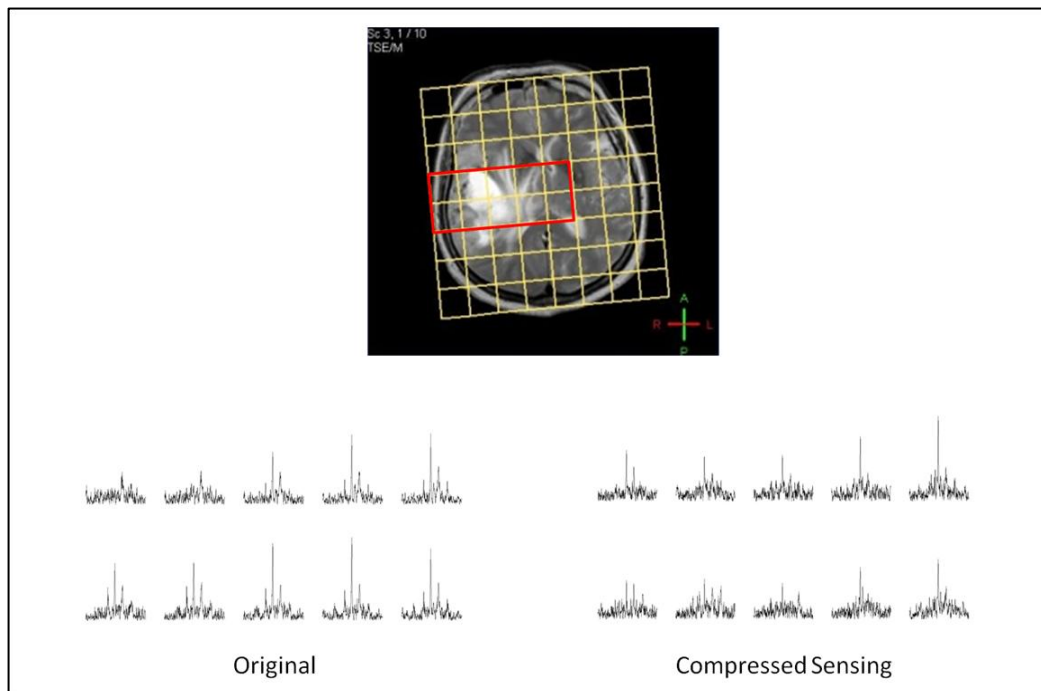 Sc 3, 1 / 10
TSE/M
A
R L
P
Original Compressed Sensing